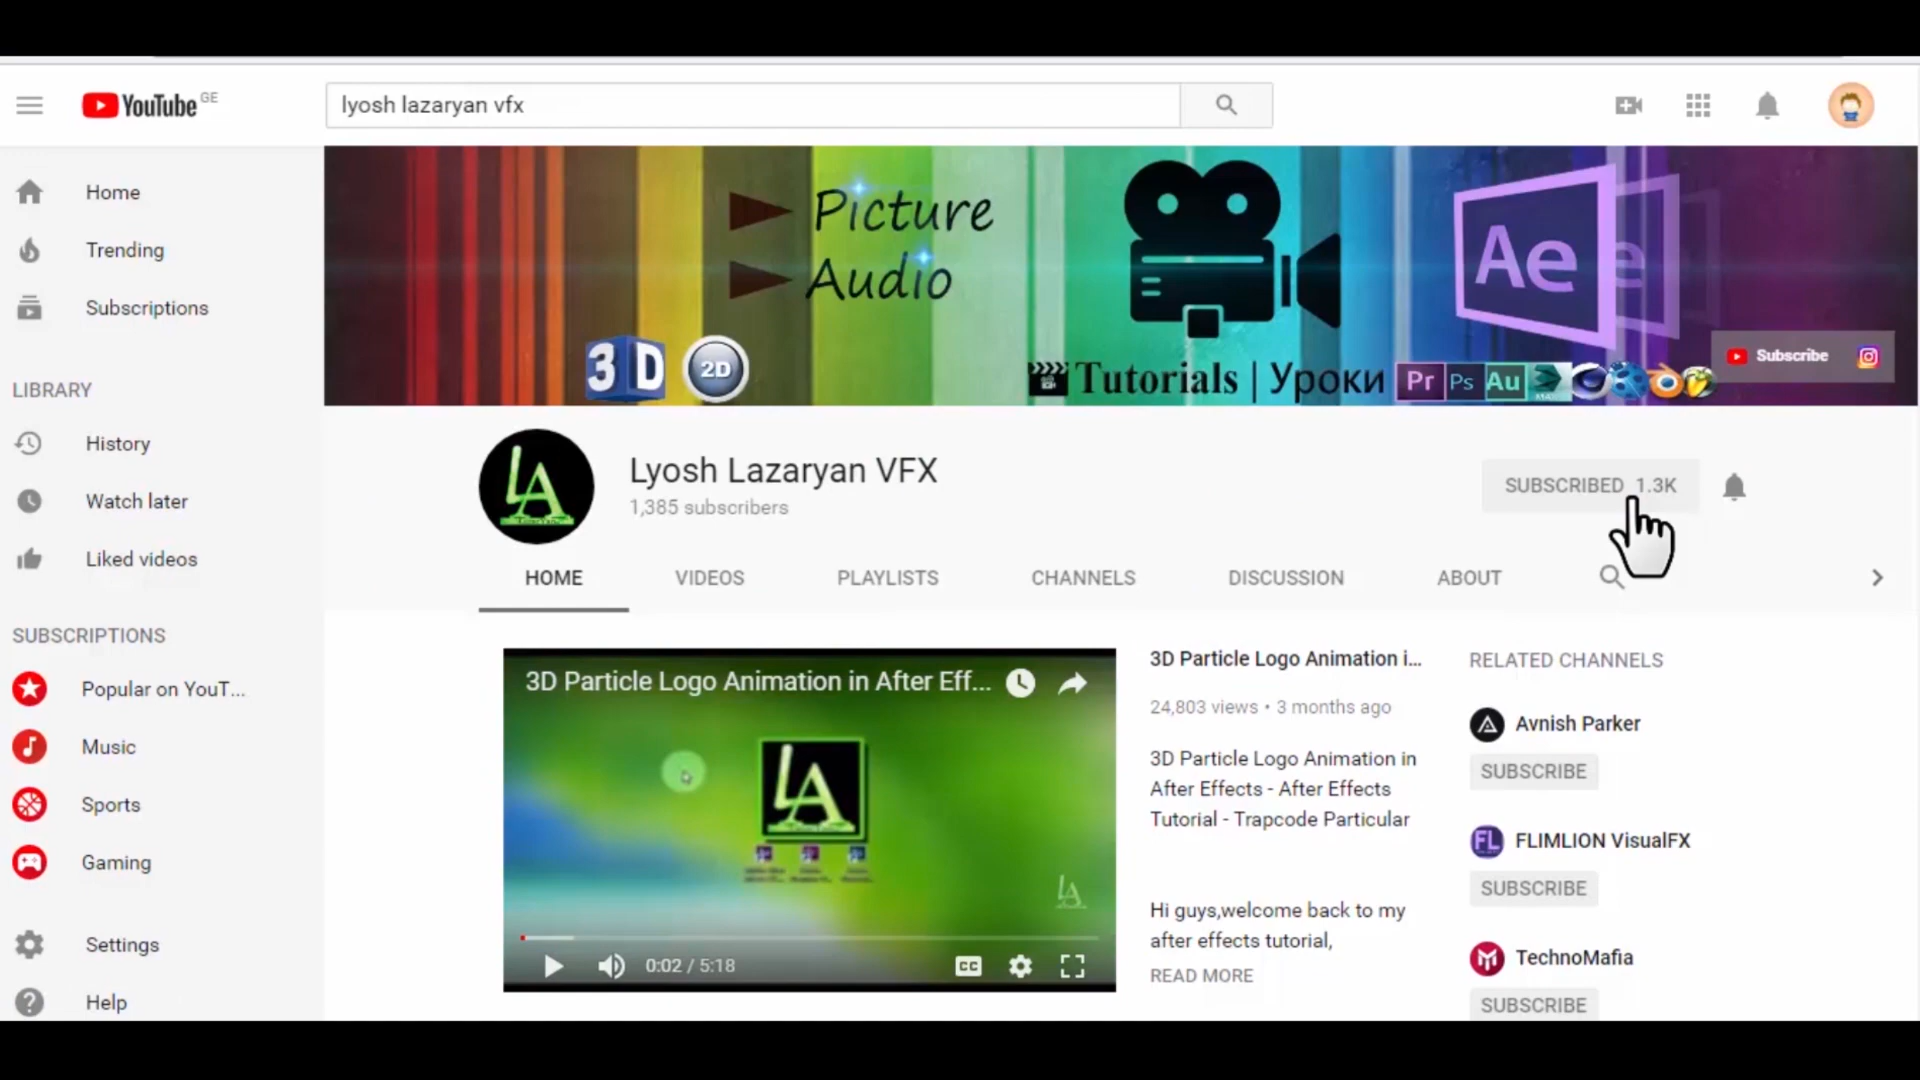 YouTube GE
lyosh lazaryan vfx
Home
Trending
Subscriptions
LIBRARY
History
Watch later
Liked videos
SUBSCRIPTIONS
Popular on YouT...
Music
Sports
Gaming
Settings
Help
Picture
Audio
3D
2D
Tutorials | Уроки
Pr Ps Au
Ae
e
Subscribe
LA
Lyosh Lazaryan VFX
1,385 subscribers
SUBSCRIBED 1.3K
HOME
VIDEOS
PLAYLISTS
CHANNELS
DISCUSSION
ABOUT
3D Particle Logo Animation in After Eff...
LA
LA
0:02 / 5:18
CC
3D Particle Logo Animation i...
24,803 views • 3 months ago
3D Particle Logo Animation in
After Effects - After Effects
Tutorial - Trapcode Particular
Hi guys,welcome back to my
after effects tutorial,
READ MORE
RELATED CHANNELS
Avnish Parker
SUBSCRIBE
FL
FLIMLION VisualFX
SUBSCRIBE
TechnoMafia
SUBSCRIBE